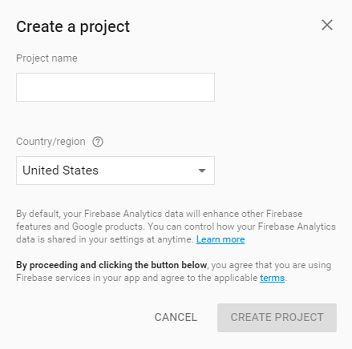 Create a project
Project name
Country/region
United States
By default, your Firebase Analytics data will enhance other Firebase
features and Google products. You can control how your Firebase Analytics
data is shared in your settings at anytime. Learn more
By proceeding and clicking the button below, you agree that you are using
Firebase services in your app and agree to the applicable terms.
CANCEL CREATE PROJECT